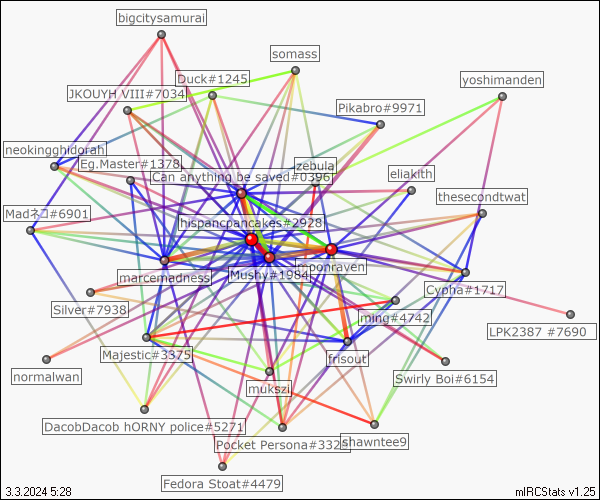 bigcitysamurai
somass
Duck#1245
yoshimanden
JKOUYH VIII#7034
Pikabro#9971
neokingghidorah
Eg.Master#1378
zebula
Can anything be saved#0396
eliakith
thesecondtwat
Madネロ#6901
hispancpancakes#2928
moonraven
marcemadness
Mushy#1984
Cypha#1717
Silver#7938
ming#4742
LPK2387 #7690
Majestic#3375
frisout
normalwan
mukszi
Swirly Boi#6154
DacobDacob hORNY police#5271
Pocket Persona#332
shawntee9
Fedora Stoat#4479
3.3.2024 5:28
mIRCStats v1.25